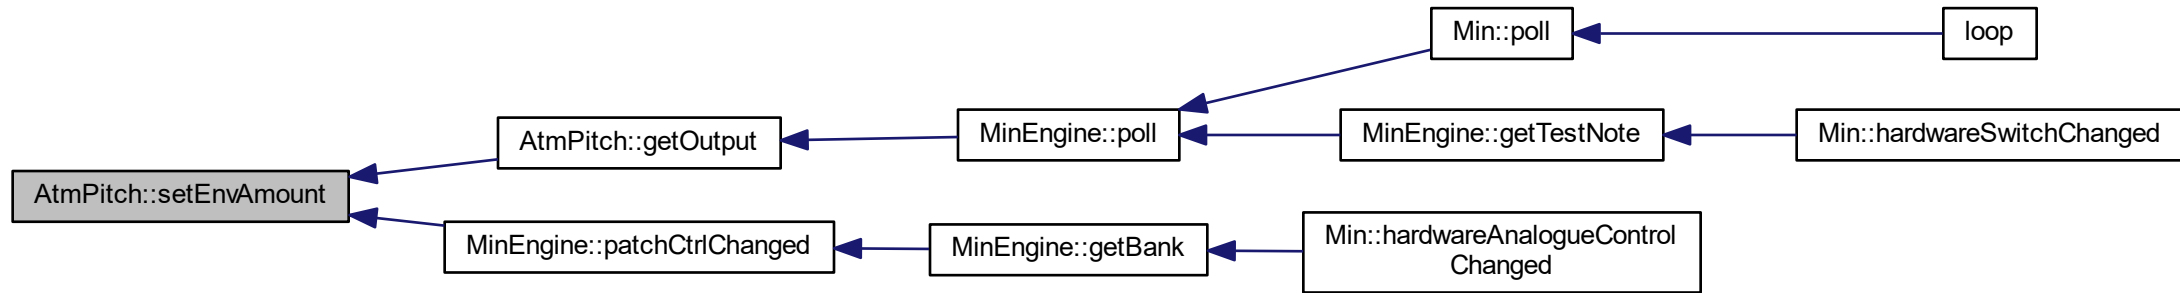 Min::poll
loop
AtmPitch::getOutput
MinEngine::poll
MinEngine::getTestNote
Min::hardwareSwitchChanged
AtmPitch::setEnvAmount
MinEngine::patchCtrlChanged
MinEngine::getBank
Min::hardwareAnalogueControl
Changed